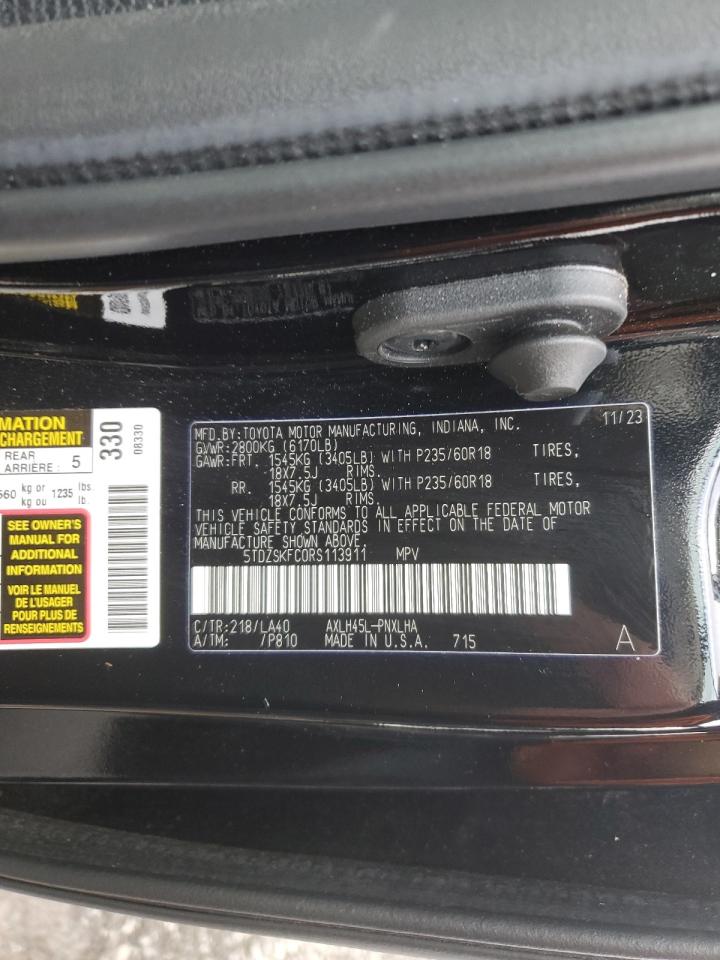 MATION
CHARGEMENT
REAR
ARRIÈRE: 5
560 kg or 1235 lbs.
kg ou lb.
SEE OWNER'S
MANUAL FOR
ADDITIONAL
INFORMATION
VOIR LE MANUEL
DE L'USAGER
POUR PLUS DE
RENSEIGNEMENTS
330
08330
MFD.BY:TOYOTA MOTOR MANUFACTURING, INDIANA, INC. 11/23
GVWR:2800KG (6170LB)
GAWR:FRT. 1545KG (3405LB) WITH P235/60R18 TIRES,
18X7.5J RIMS.
RR. 1545KG (3405LB) WITH P235/60R18 TIRES,
18X7.5J RIMS.
THIS VEHICLE CONFORMS TO ALL APPLICABLE FEDERAL MOTOR
VEHICLE SAFETY STANDARDS IN EFFECT ON THE DATE OF
MANUFACTURE SHOWN ABOVE.
5TDZSKFC0RS113911 MPV
C/TR:218/LA40 AXLH45L-PNXLHA
A/TM: /P810 MADE IN U.S.A. 715 A